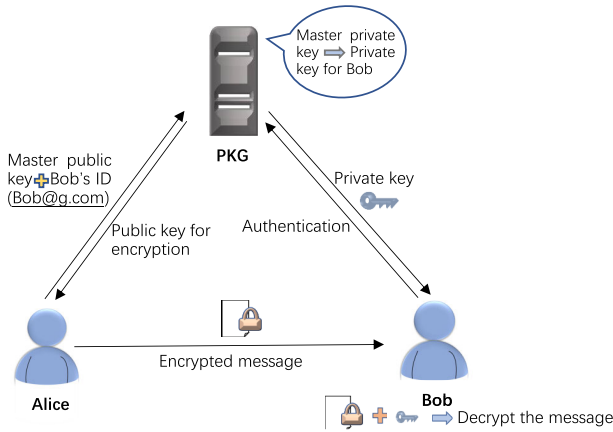 Master private
key Private
key for Bob
PKG
Master public
key Bob's ID
(Bob@g.com)
Private key
Public key for
encryption
Authentication
Encrypted message
Alice
Bob
Decrypt the message